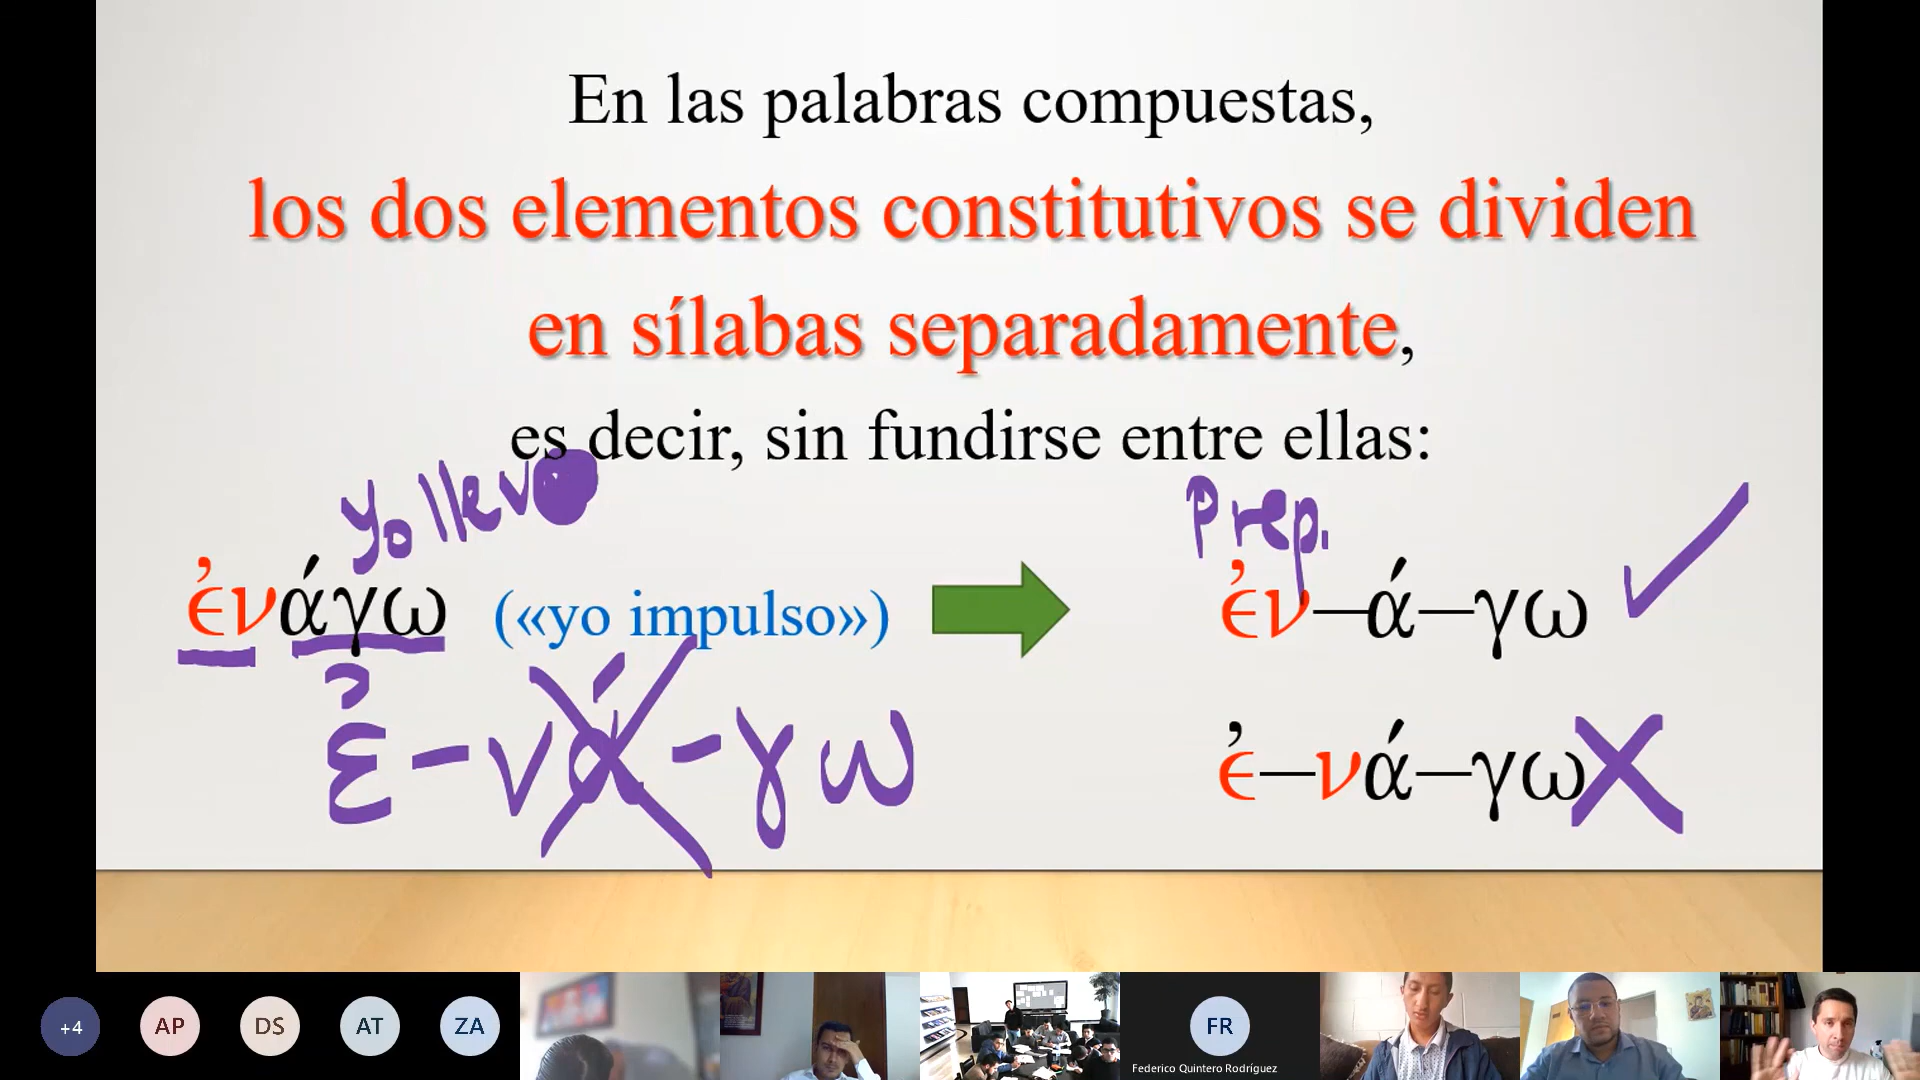 En las palabras compuestas,
los dos elementos constitutivos se dividen
en sílabas separadamente,
es decir, sin fundirse entre ellas:
yo llevo
Prep.
ἐνάγω («yo impulso») ἐν–ά–γω
ἐ-νά-γω
ἐ–νά–γω
+4 AP DS AT ZA FR
Federico Quintero Rodríguez